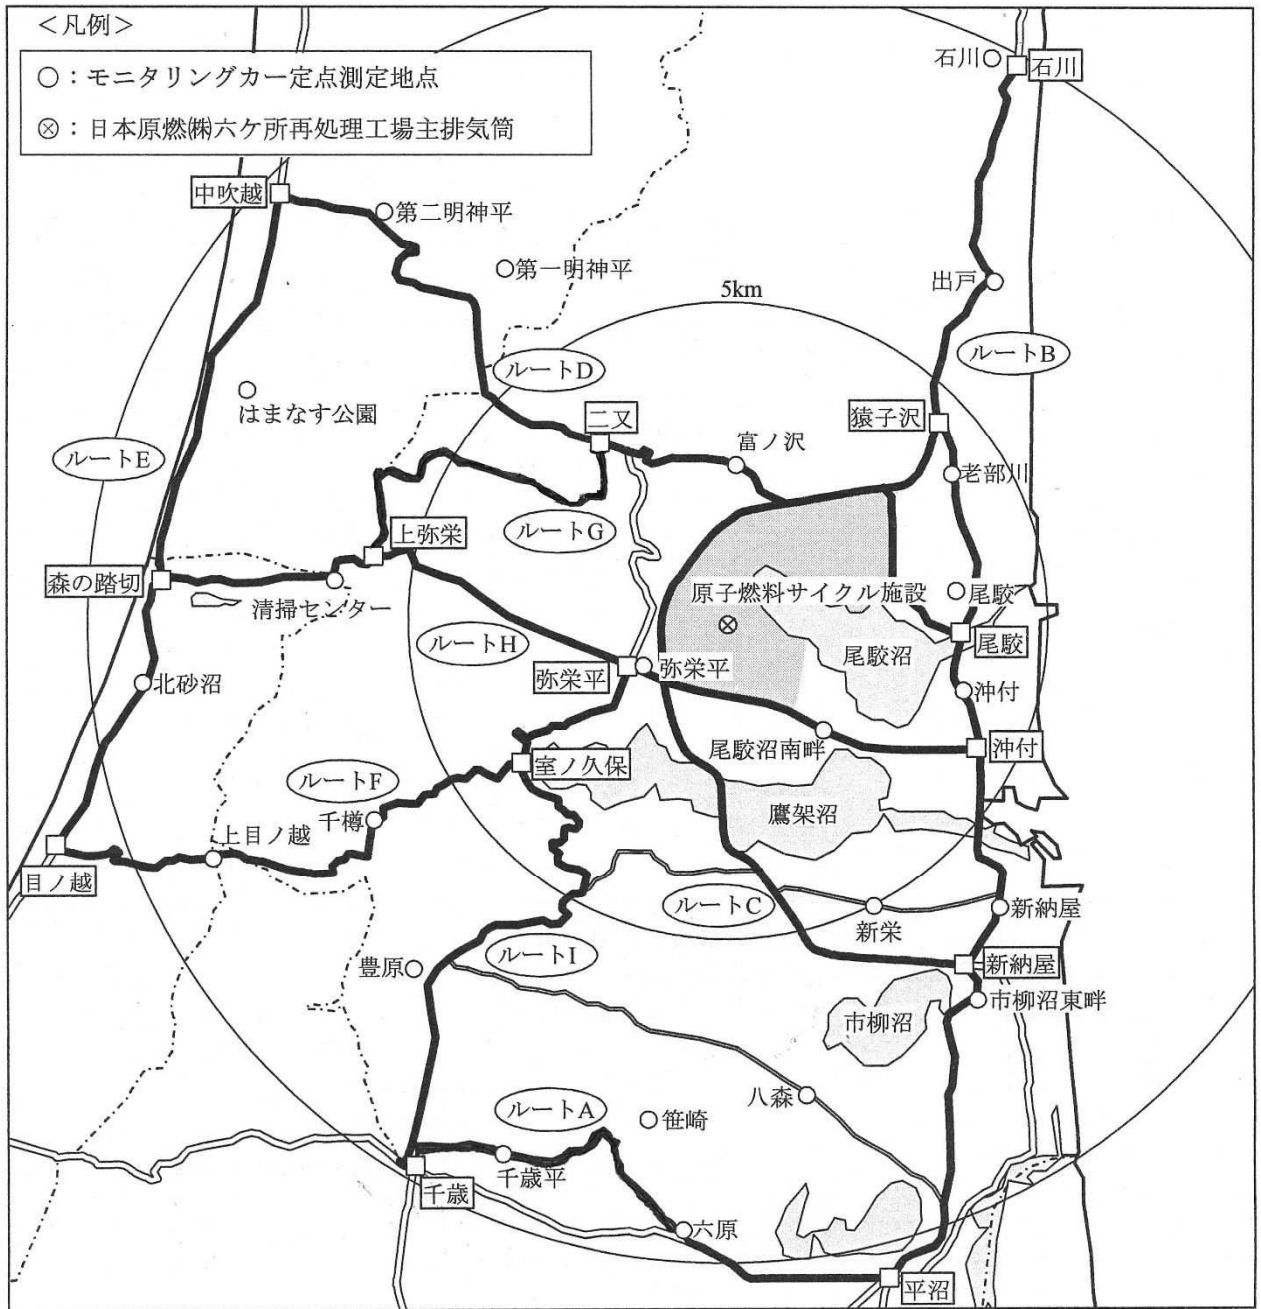 <凡例>
○：モニタリングカー定点測定地点
⊗：日本原燃㈱六ケ所再処理工場主排気筒
石川
石川
中吹越
第二明神平
第一明神平
出戸
5km
ルートB
ルートD
はまなす公園
二又
猿子沢
富ノ沢
老部川
ルートE
ルートG
上弥栄
森の踏切
清掃センター
原子燃料サイクル施設
尾駮
尾駮
ルートH
尾駮沼
弥栄平
弥栄平
北砂沼
沖付
尾駮沼南畔
沖付
室ノ久保
ルートF
千樽
鷹架沼
上目ノ越
目ノ越
ルートC
新栄
新納屋
ルートI
豊原
新納屋
市柳沼東畔
市柳沼
八森
ルートA
笹崎
千歳平
千歳
六原
平沼